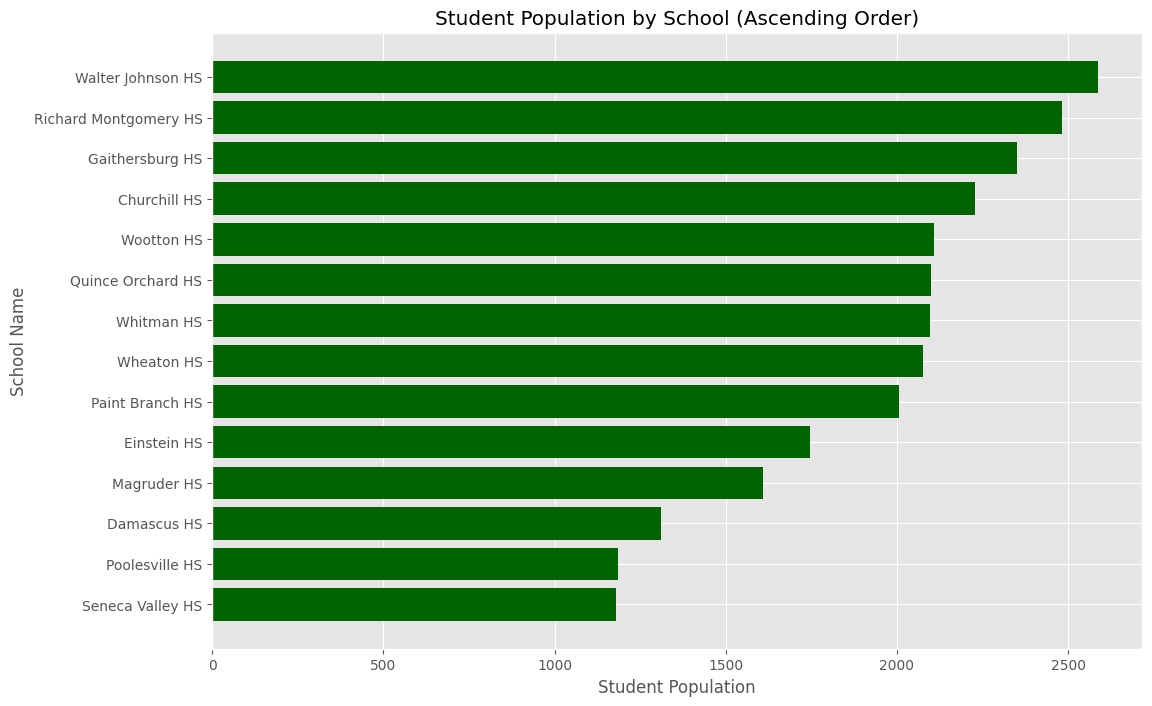 Student Population by School (Ascending Order)
Walter Johnson HS
Richard Montgomery HS
Gaithersburg HS
Churchill HS
Wootton HS
Quince Orchard HS
Whitman HS
Wheaton HS
Paint Branch HS
Einstein HS
Magruder HS
Damascus HS
Poolesville HS
Seneca Valley HS
School Name
0 500 1000 1500 2000 2500
Student Population